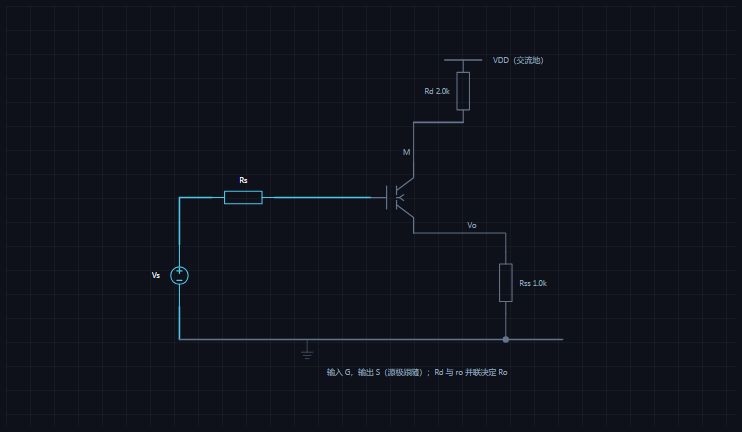 VDD（交流地）
Rd 2.0k
M
Rs
Vo
Vs
Rss 1.0k
输入 G，输出 S（源极跟随）；Rd 与 ro 并联决定 Ro